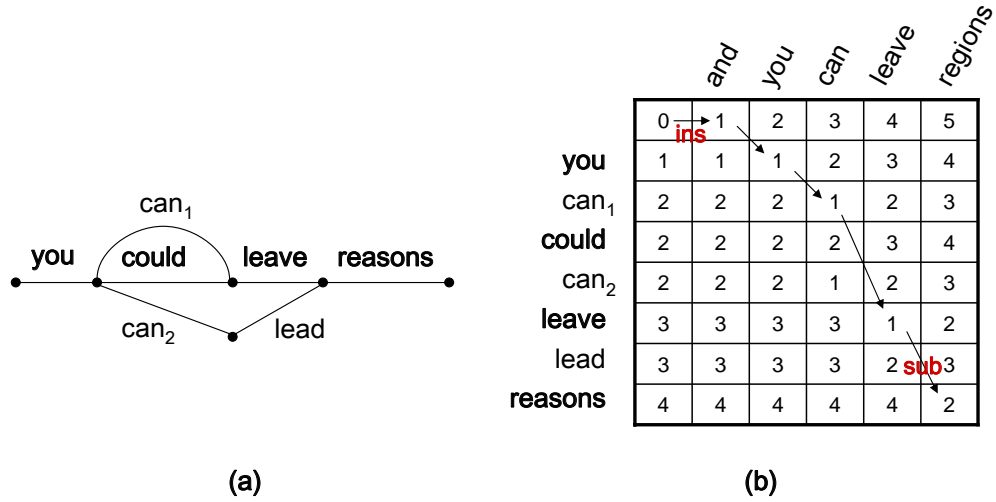 can₁
you could leave reasons
can₂ lead
(a)
and you can leave regions
0 ins 1 2 3 4 5
you 1 1 1 2 3 4
can₁ 2 2 2 1 2 3
could 2 2 2 2 3 4
can₂ 2 2 2 1 2 3
leave 3 3 3 3 1 2
lead 3 3 3 3 2 sub 3
reasons 4 4 4 4 4 2
(b)